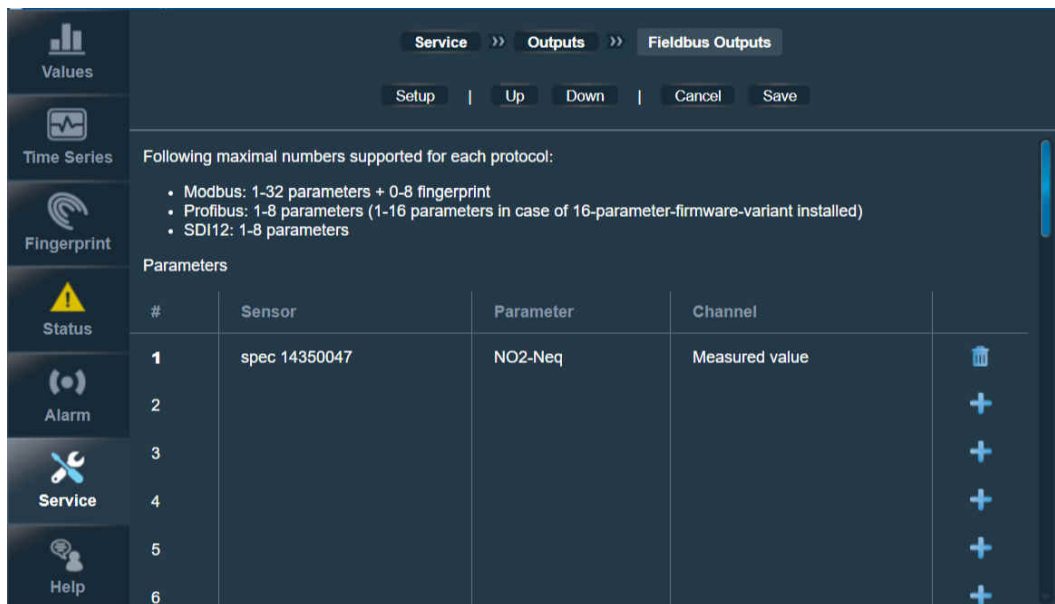 Values
Time Series
Fingerprint
Status
Alarm
Service
Help
Service » Outputs » Fieldbus Outputs
Setup | Up Down | Cancel Save
Following maximal numbers supported for each protocol:
• Modbus: 1-32 parameters + 0-8 fingerprint
• Profibus: 1-8 parameters (1-16 parameters in case of 16-parameter-firmware-variant installed)
• SDI12: 1-8 parameters
Parameters
# Sensor Parameter Channel
1 spec 14350047 NO2-Neq Measured value
2
3
4
5
6